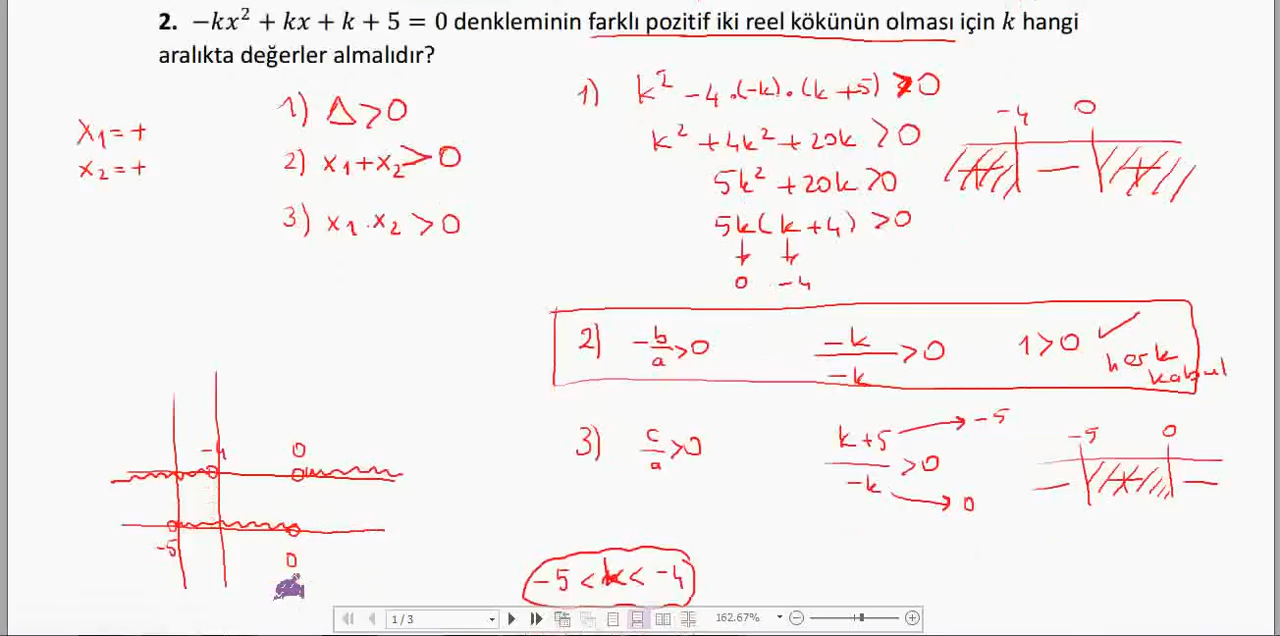 2. −kx² + kx + k + 5 = 0 denkleminin farklı pozitif iki reel kökünün olması için k hangi
aralıkta değerler almalıdır?
x₁ = +
x₂ = +
1) Δ > 0
2) x₁ + x₂ > 0
3) x₁ . x₂ > 0
1) k² − 4 . (−k) . (k + 5) > 0
k² + 4k² + 20k > 0
5k² + 20k > 0
5k (k + 4) > 0
0 −4
−4 0
−
2) −b/a > 0 −k/−k > 0 1 > 0 ✓
her k
kabul
3) c/a > 0 k+5/−k > 0
−5
0
−5 0
− −
−4 0
−5 0
−5 < k < −4
1 / 3 162.67%